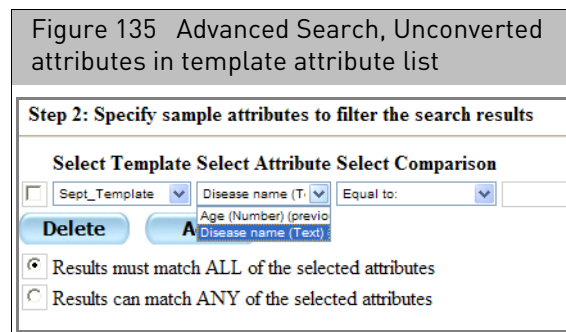 Figure 135 Advanced Search, Unconverted
attributes in template attribute list
Step 2: Specify sample attributes to filter the search results
Select Template Select Attribute Select Comparison
Sept_Template Disease name (T Equal to:
Age (Number) (previo
Delete A
Disease name (Text)
Results must match ALL of the selected attributes
Results can match ANY of the selected attributes